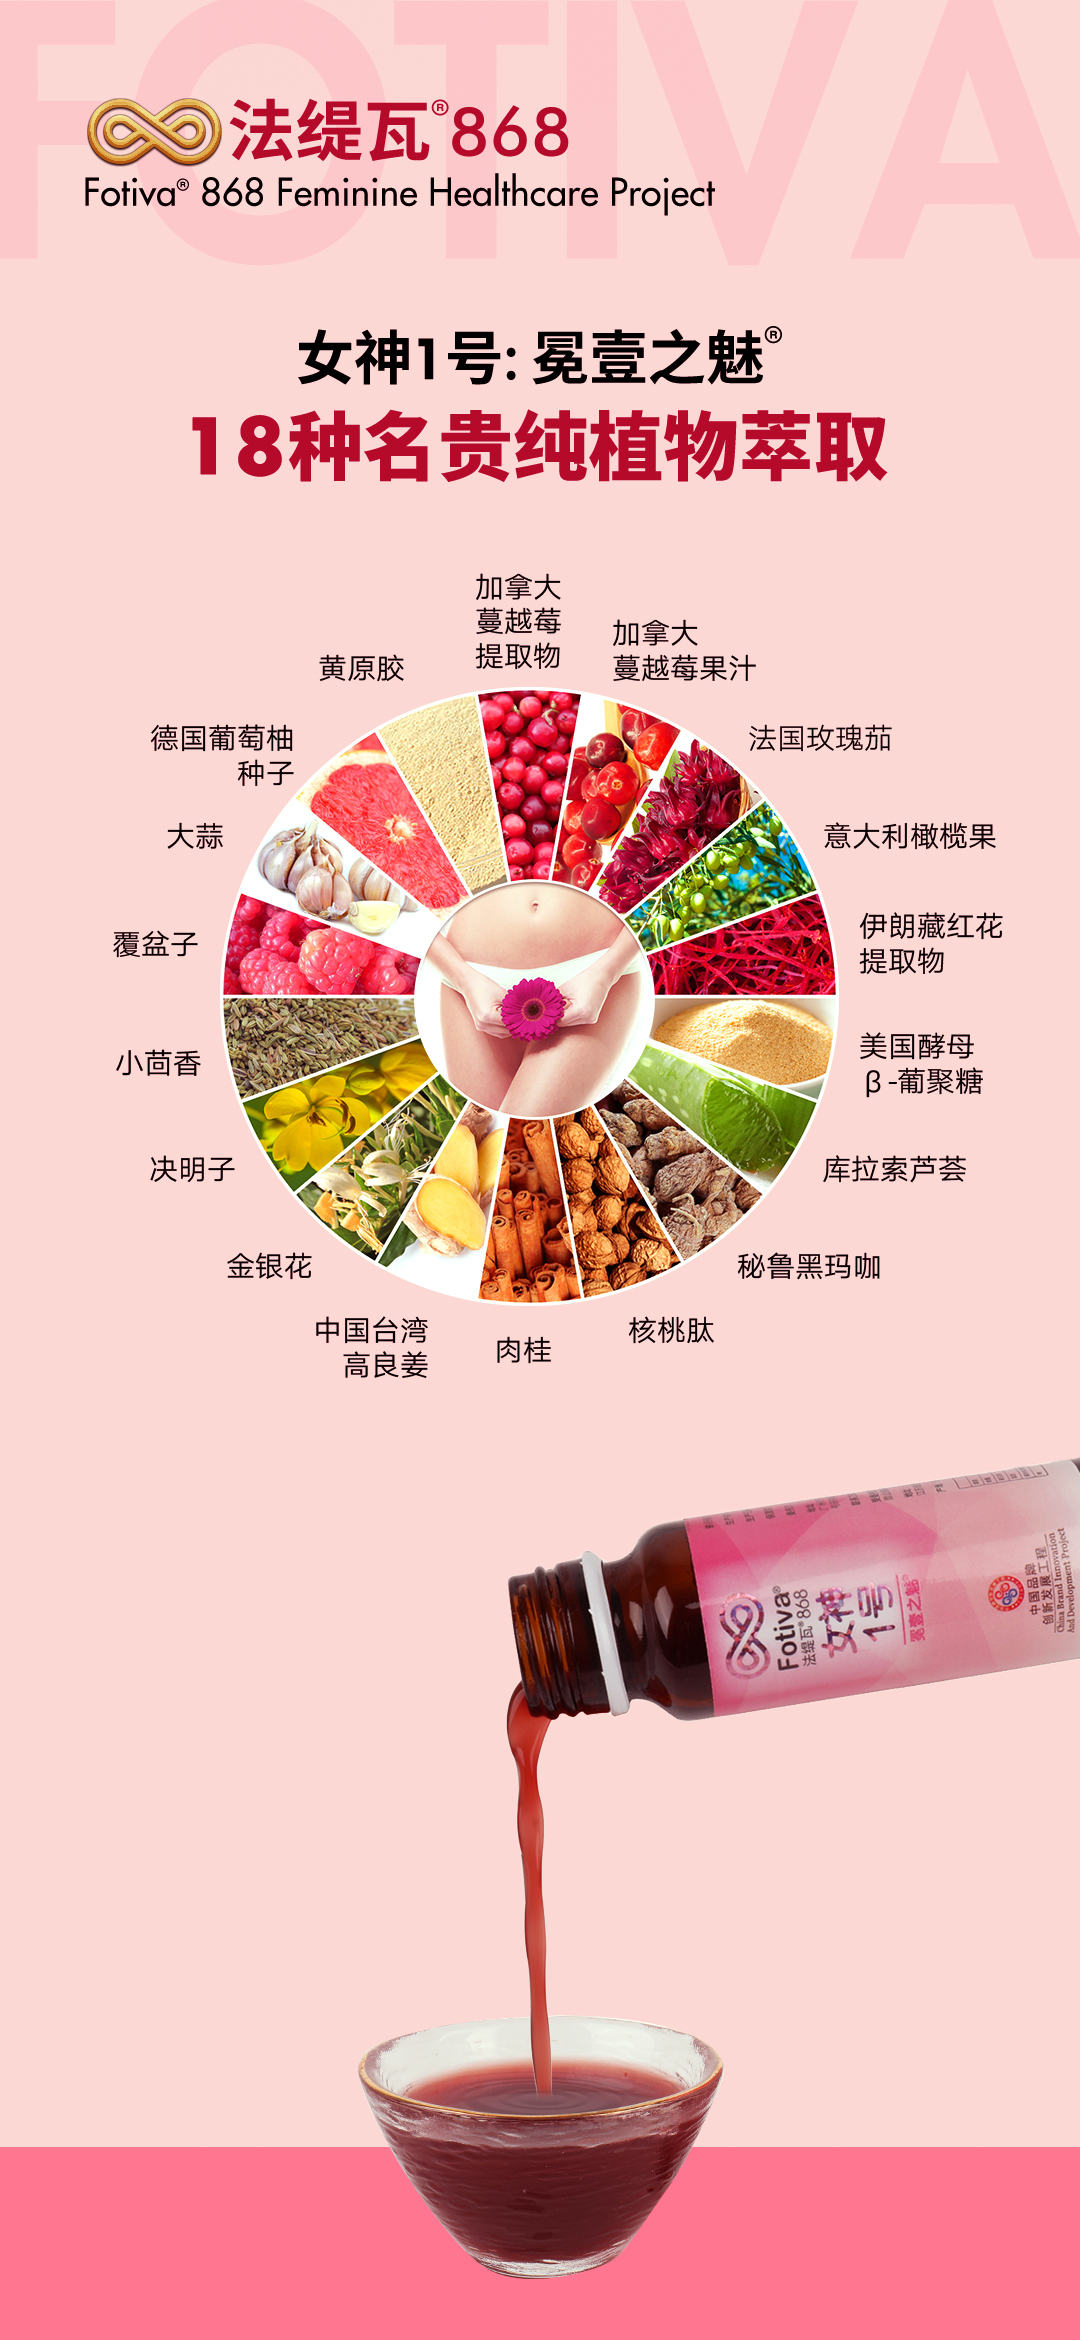 FOTIVA
法缇瓦®868
Fotiva® 868 Feminine Healthcare Project
女神1号: 冕壹之魅®
18种名贵纯植物萃取
加拿大
蔓越莓
提取物
加拿大
蔓越莓果汁
法国玫瑰茄
意大利橄榄果
伊朗藏红花
提取物
美国酵母
β-葡聚糖
库拉索芦荟
秘鲁黑玛咖
核桃肽
肉桂
中国台湾
高良姜
金银花
决明子
小茴香
覆盆子
大蒜
德国葡萄柚
种子
黄原胶
Fotiva®
法缇瓦®868
女神
1号
冕壹之魅®
中国品牌
创新发展工程
China Brand Innovation
And Development Project